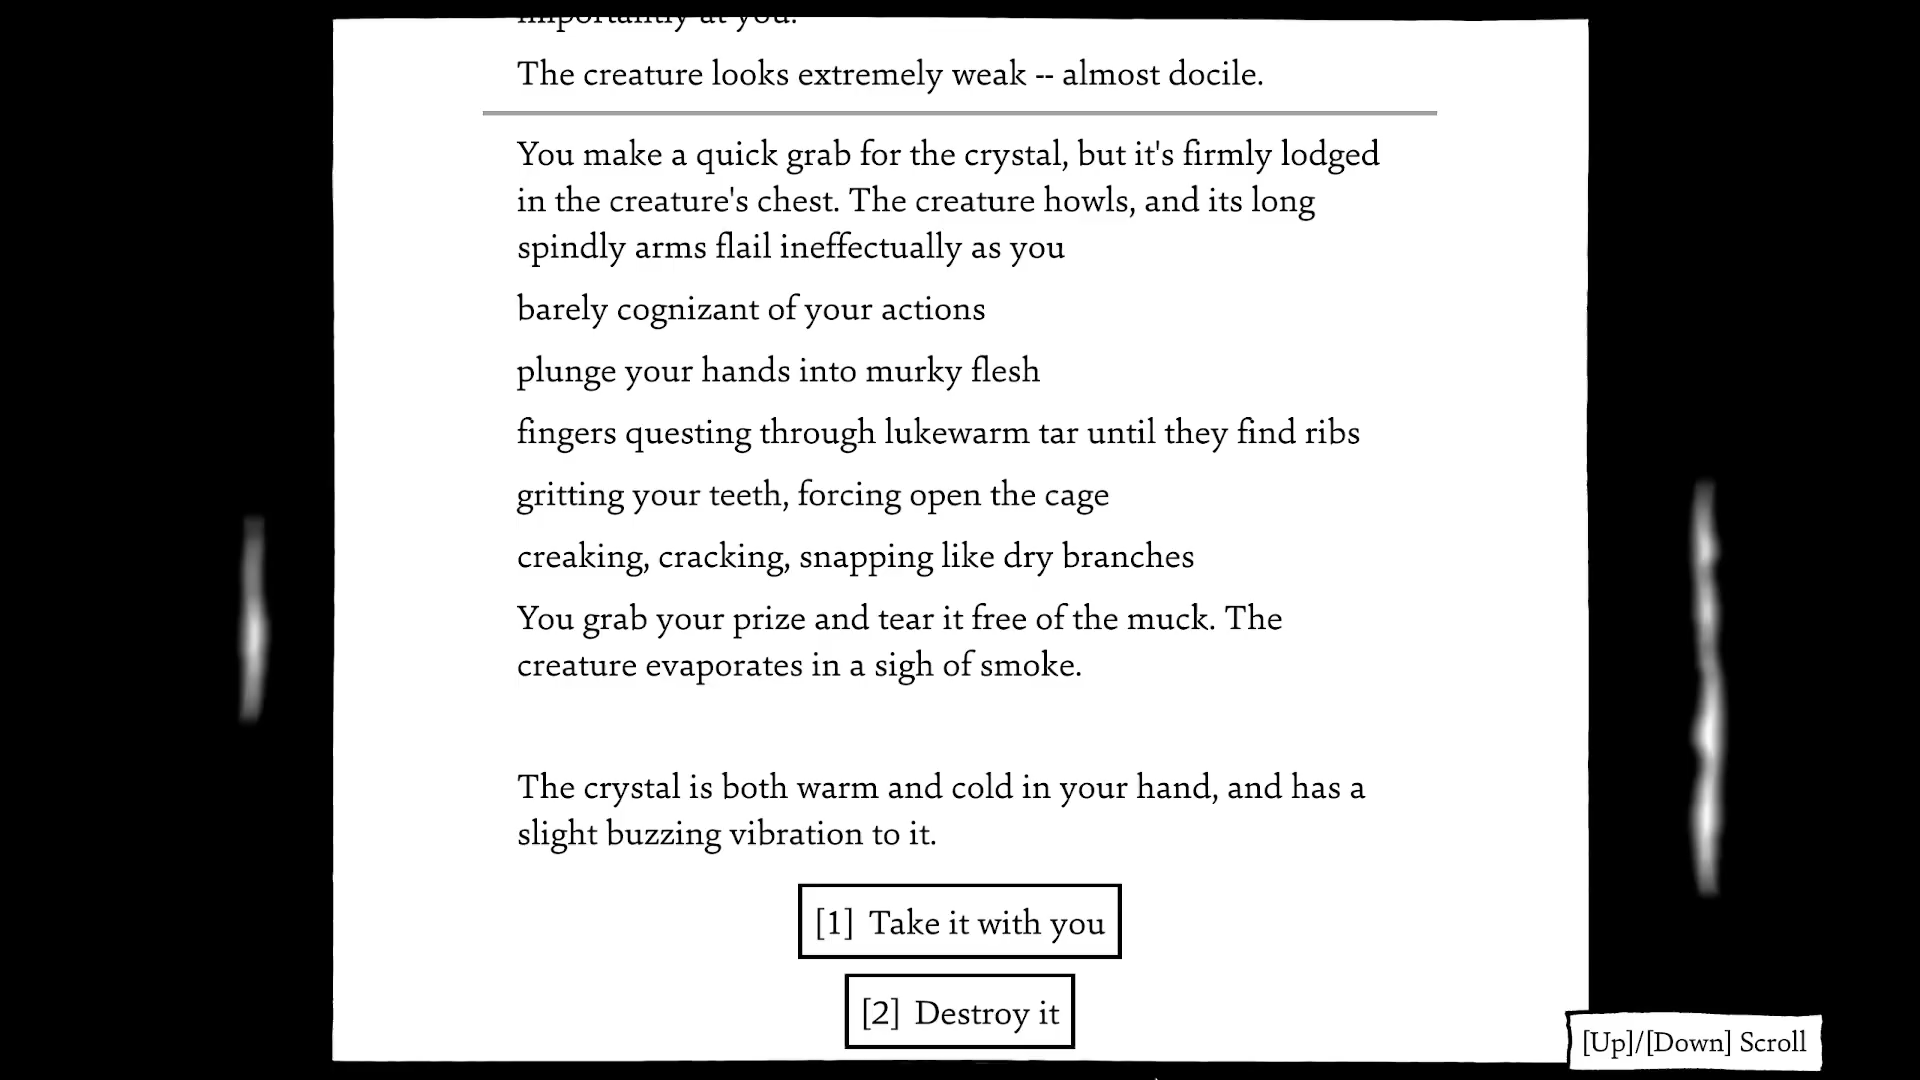 importantly at you.
The creature looks extremely weak -- almost docile.
You make a quick grab for the crystal, but it's firmly lodged
in the creature's chest. The creature howls, and its long
spindly arms flail ineffectually as you
barely cognizant of your actions
plunge your hands into murky flesh
fingers questing through lukewarm tar until they find ribs
gritting your teeth, forcing open the cage
creaking, cracking, snapping like dry branches
You grab your prize and tear it free of the muck. The
creature evaporates in a sigh of smoke.
The crystal is both warm and cold in your hand, and has a
slight buzzing vibration to it.
[1] Take it with you
[2] Destroy it
[Up]/[Down] Scroll